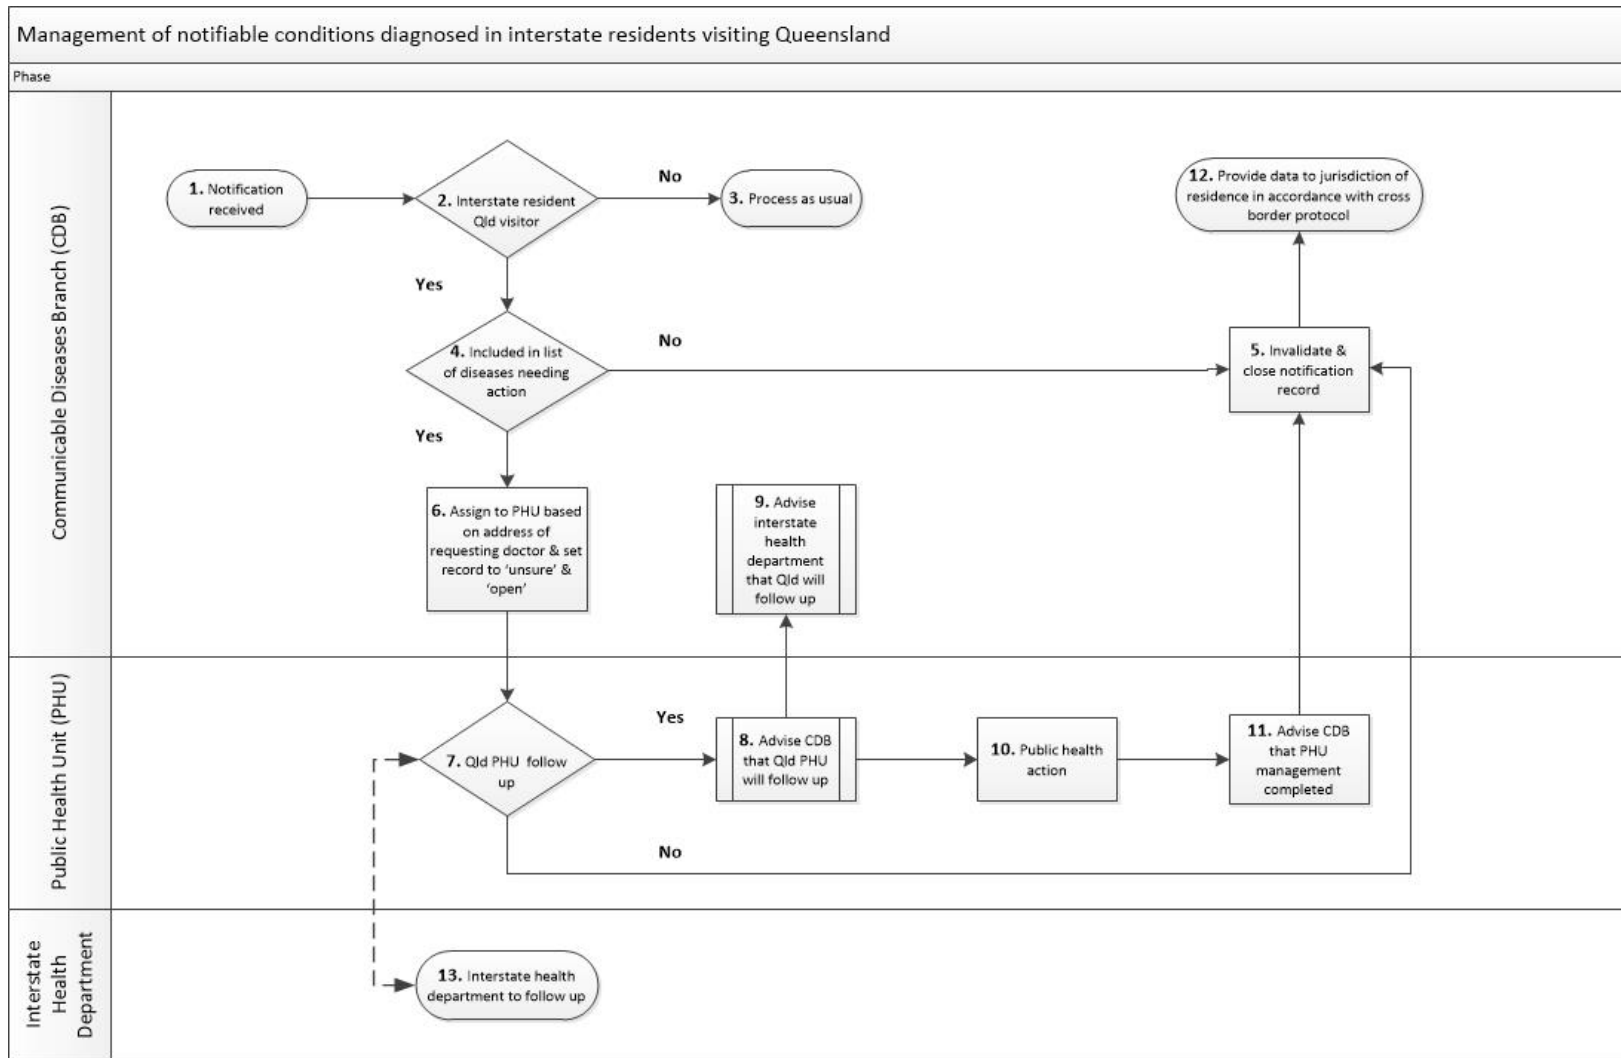 Management of notifiable conditions diagnosed in interstate residents visiting Queensland
Phase
Communicable Diseases Branch (CDB)
1. Notification
received
2. Interstate resident
Qld visitor
No
3. Process as usual
12. Provide data to jurisdiction of
residence in accordance with cross
border protocol
Yes
4. Included in list
of diseases needing
action
No
5. Invalidate &
close notification
record
Yes
6. Assign to PHU based
on address of
requesting doctor & set
record to ‘unsure’ &
‘open’
9. Advise
interstate
health
department
that Qld will
follow up
Public Health Unit (PHU)
7. Qld PHU follow
up
Yes
8. Advise CDB
that Qld PHU
will follow up
10. Public health
action
11. Advise CDB
that PHU
management
completed
No
Interstate
Health
Department
13. Interstate health
department to follow up